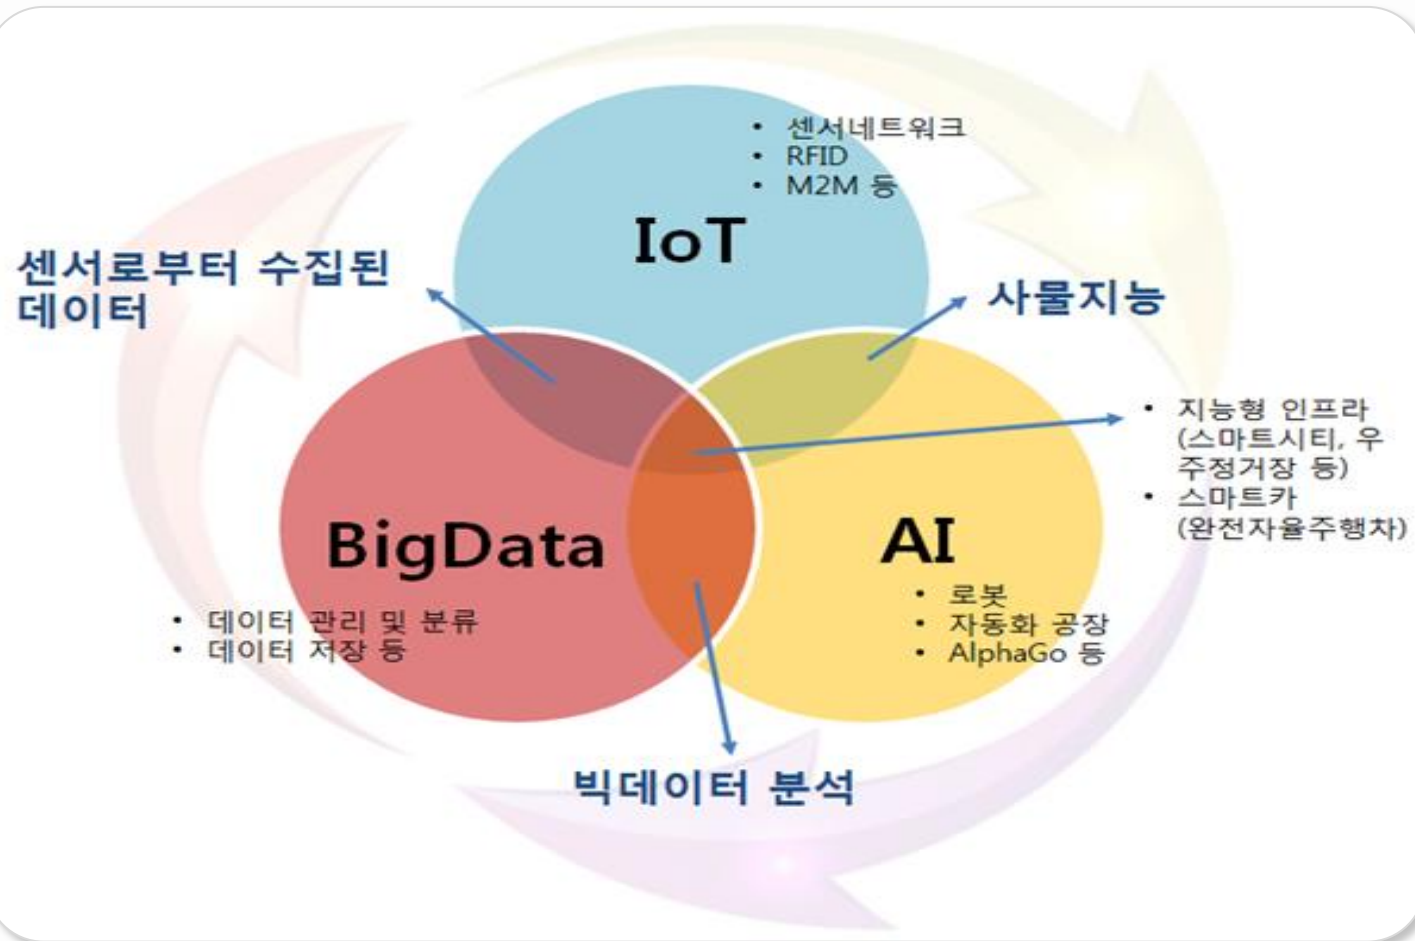 • 센서네트워크
• RFID
• M2M 등
IoT
센서로부터 수집된
데이터
사물지능
• 지능형 인프라
(스마트시티, 우
주정거장 등)
• 스마트카
(완전자율주행차)
BigData
• 데이터 관리 및 분류
• 데이터 저장 등
AI
• 로봇
• 자동화 공장
• AlphaGo 등
빅데이터 분석